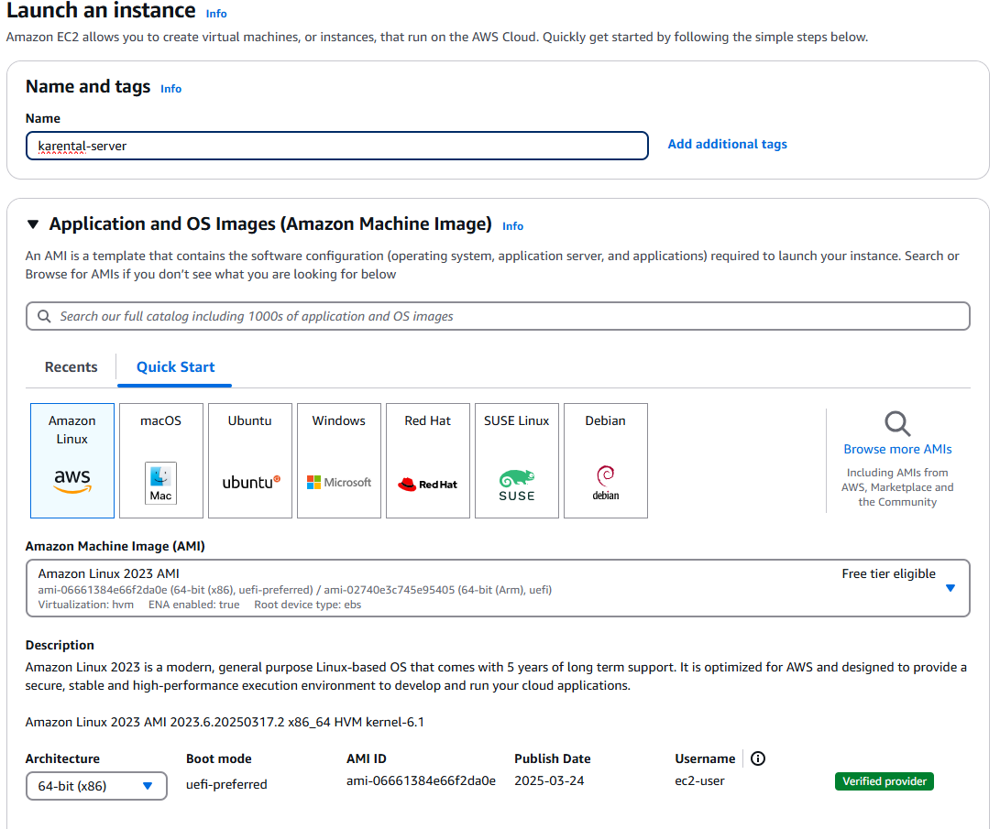 Launch an instance Info
Amazon EC2 allows you to create virtual machines, or instances, that run on the AWS Cloud. Quickly get started by following the simple steps below.
Name and tags Info
Name
karental-server
Add additional tags
Application and OS Images (Amazon Machine Image) Info
An AMI is a template that contains the software configuration (operating system, application server, and applications) required to launch your instance. Search or
Browse for AMIs if you don’t see what you are looking for below
Search our full catalog including 1000s of application and OS images
Recents
Quick Start
Amazon
Linux
aws
macOS
Mac
Ubuntu
ubuntu
Windows
Microsoft
Red Hat
Red Hat
SUSE Linux
SUSE
Debian
debian
Browse more AMIs
Including AMIs from
AWS, Marketplace and
the Community
Amazon Machine Image (AMI)
Amazon Linux 2023 AMI
Free tier eligible
ami-06661384e66f2da0e (64-bit (x86), uefi-preferred) / ami-02740e3c745e95405 (64-bit (Arm), uefi)
Virtualization: hvm ENA enabled: true Root device type: ebs
Description
Amazon Linux 2023 is a modern, general purpose Linux-based OS that comes with 5 years of long term support. It is optimized for AWS and designed to provide a
secure, stable and high-performance execution environment to develop and run your cloud applications.
Amazon Linux 2023 AMI 2023.6.20250317.2 x86_64 HVM kernel-6.1
Architecture
64-bit (x86)
Boot mode
uefi-preferred
AMI ID
ami-06661384e66f2da0e
Publish Date
2025-03-24
Username
ec2-user
Verified provider